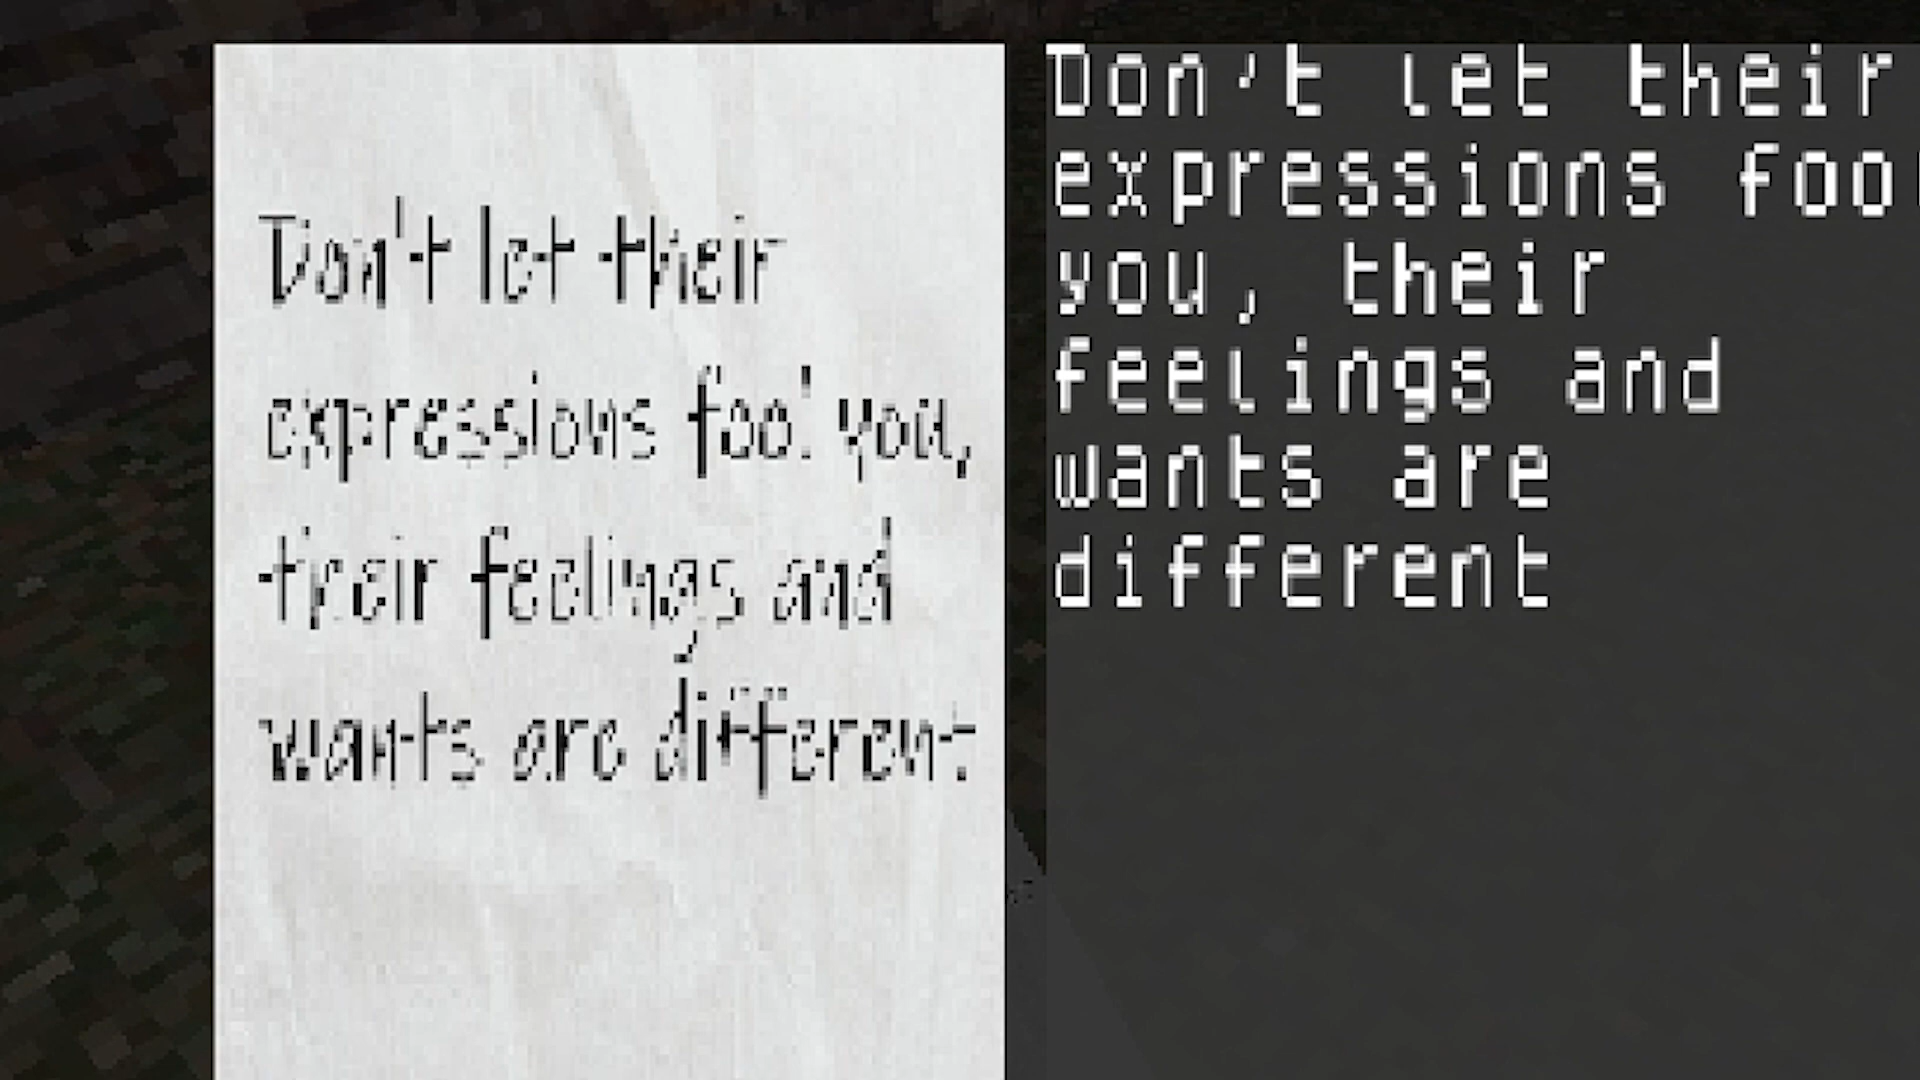 Don't let their
expressions fool you,
their feelings and
wants are different
Don't let their
expressions fool
you, their
feelings and
wants are
different